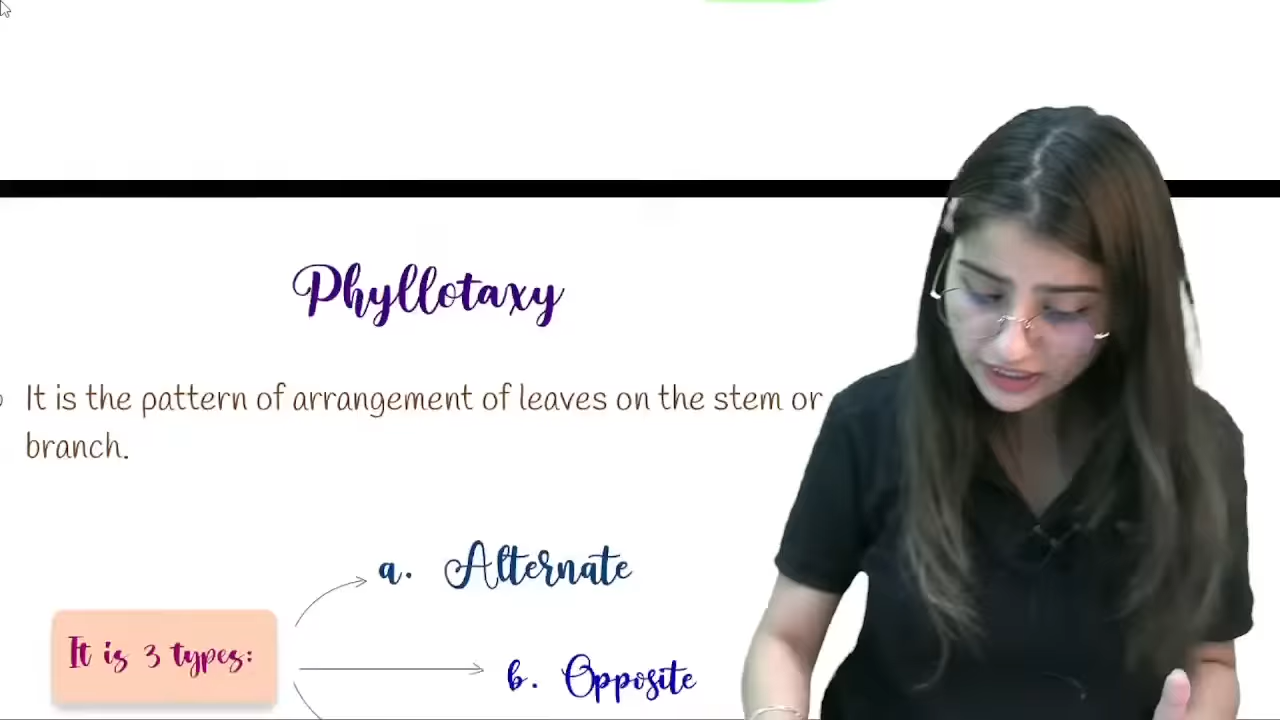 Phyllotaxy
It is the pattern of arrangement of leaves on the stem or
branch.
a. Alternate
It is 3 types:
b. Opposite